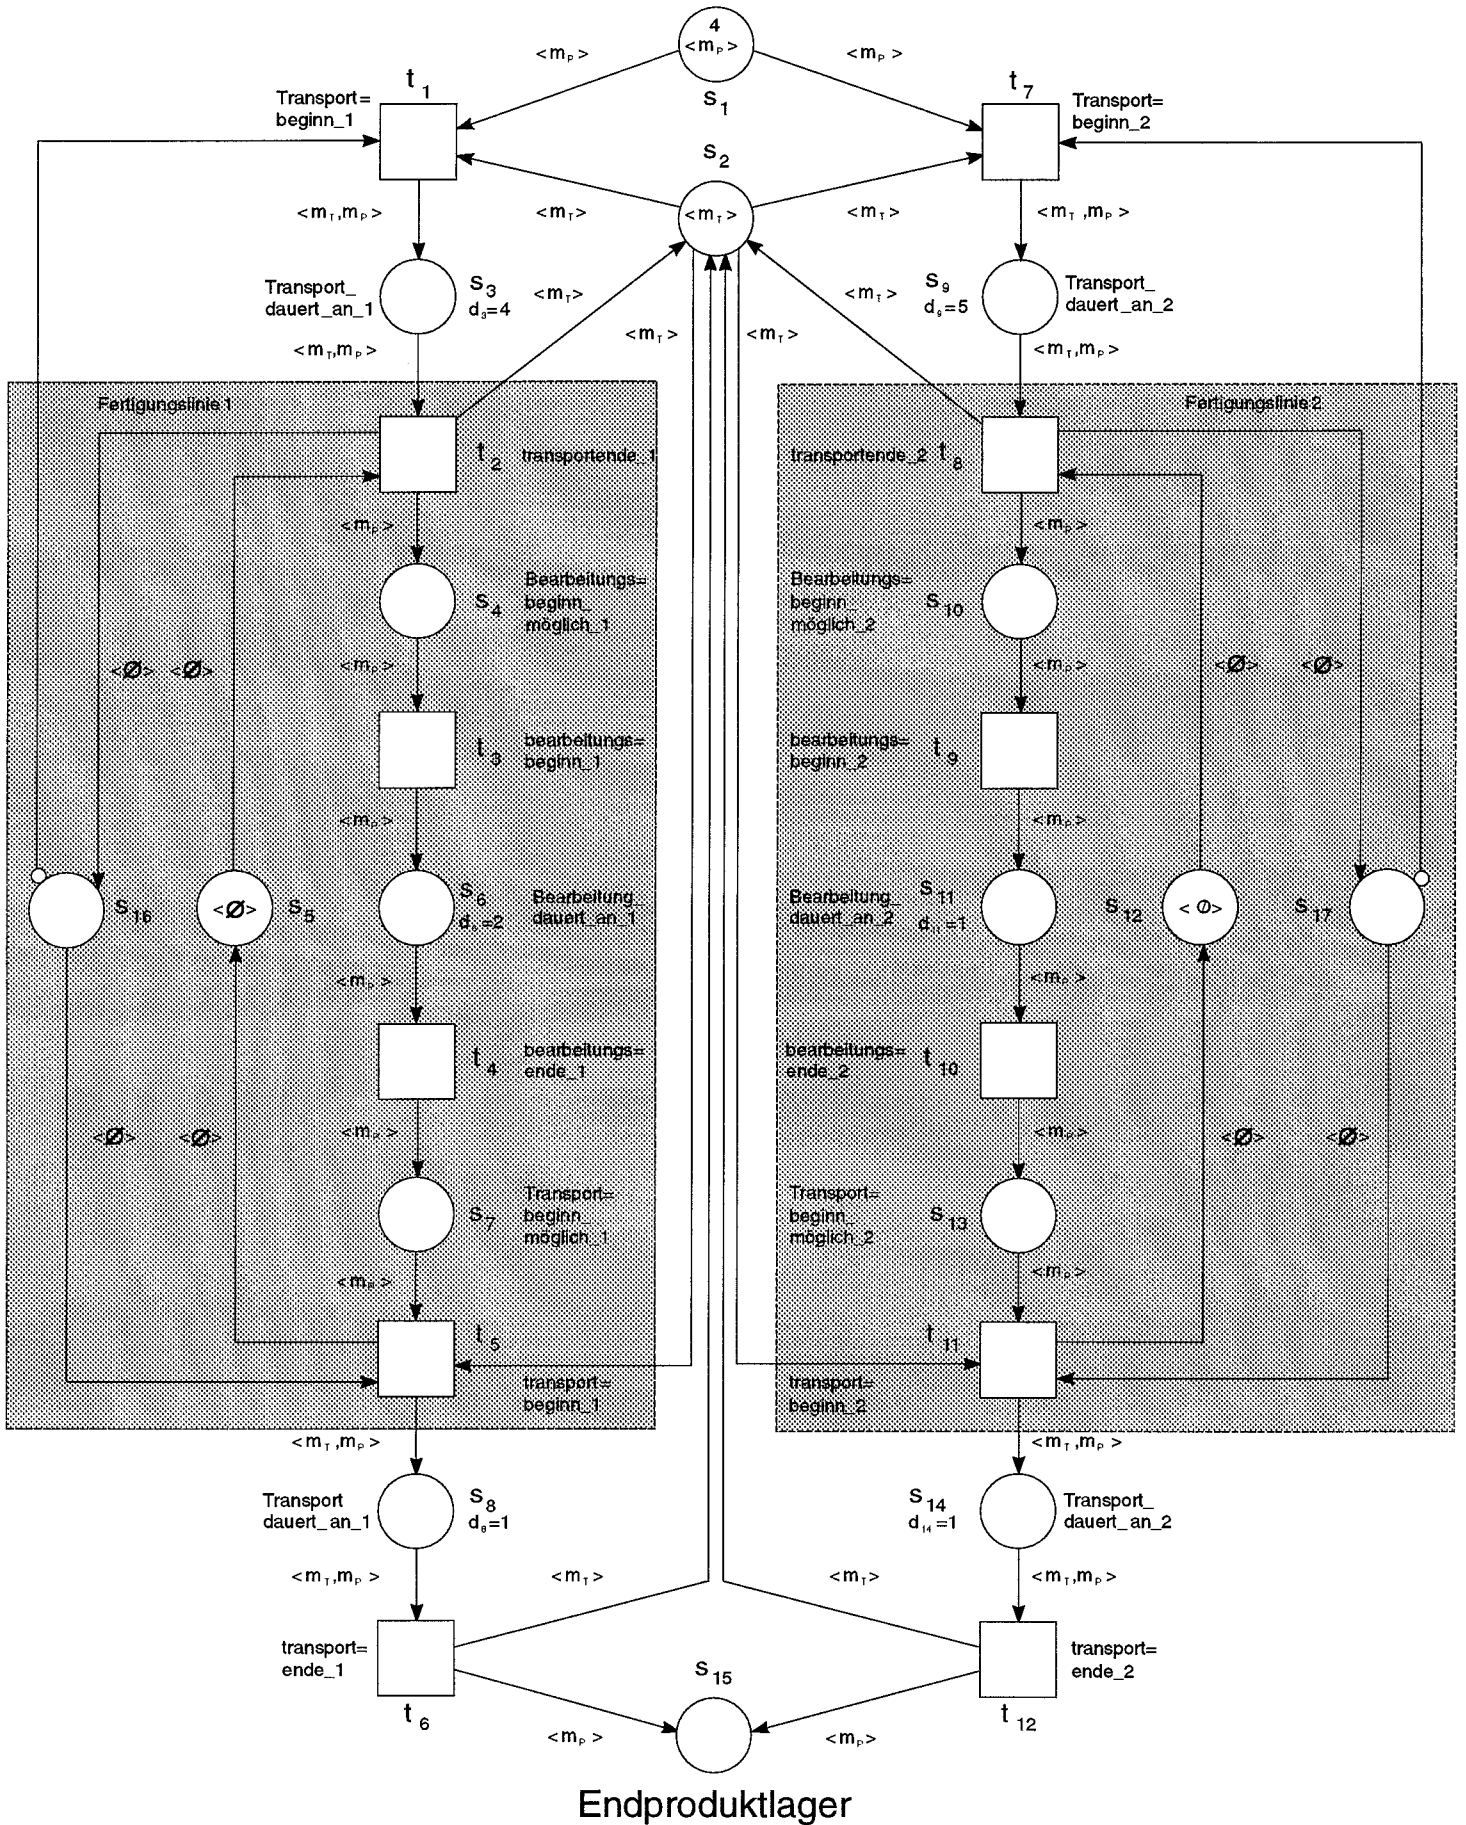 4
<m_P>
<m_P>
<m_P>
t_1
t_7
Transport=
beginn_1
s_1
Transport=
beginn_2
s_2
<m_T,m_P>
<m_T>
<m_T>
<m_T>
<m_T ,m_P>
Transport_
dauert_an_1
s_3
d_3=4
<m_T>
<m_T>
s_9
d_9=5
Transport_
dauert_an_2
<m_T>
<m_T>
<m_T,m_P>
<m_T,m_P>
Fertigungslinie 1
Fertigungslinie 2
t_2
transportende_1
transportende_2
t_8
<m_P>
<m_P>
s_4
Bearbeitungs=
beginn_
möglich_1
Bearbeitungs=
beginn_
möglich_2
s_10
<Ø>
<Ø>
<m_P>
<m_P>
<Ø>
<Ø>
t_3
bearbeitungs=
beginn_1
bearbeitungs=
beginn_2
t_9
<m_P>
<m_P>
s_16
<Ø>
s_5
s_6
d_6=2
Bearbeitung_
dauert_an_1
Bearbeitung_
dauert_an_2
s_11
d_11=1
s_12
<Ø>
s_17
<m_P>
<m_P>
t_4
bearbeitungs=
ende_1
bearbeitungs=
ende_2
t_10
<Ø>
<Ø>
<m_P>
<m_P>
<Ø>
<Ø>
s_7
Transport=
beginn_
möglich_1
Transport=
beginn_
möglich_2
s_13
<m_P>
<m_P>
t_5
transport=
beginn_1
t_11
transport=
beginn_2
<m_T ,m_P>
<m_T,m_P>
Transport
dauert_an_1
s_8
d_8=1
s_14
d_14=1
Transport_
dauert_an_2
<m_T,m_P>
<m_T>
<m_T>
<m_T,m_P>
transport=
ende_1
s_15
transport=
ende_2
t_6
t_12
<m_P>
<m_P>
Endproduktlager